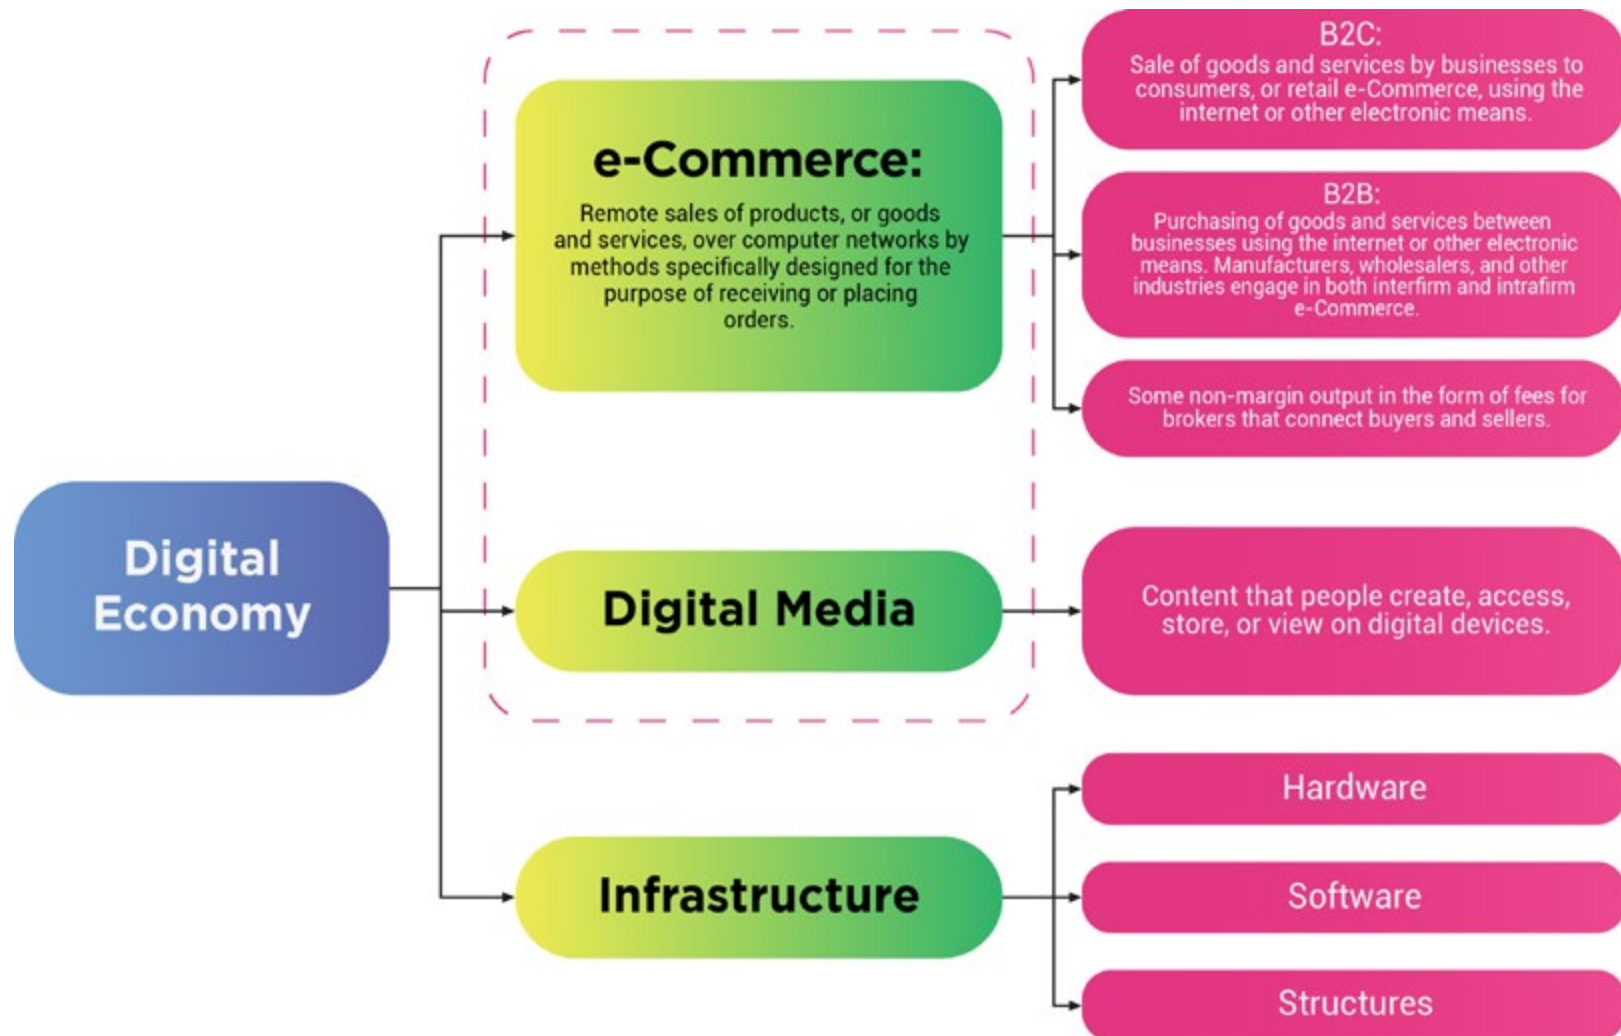 B2C:
Sale of goods and services by businesses to
consumers, or retail e-Commerce, using the
internet or other electronic means.
e-Commerce:
Remote sales of products, or goods
and services, over computer networks by
methods specifically designed for the
purpose of receiving or placing
orders.
B2B:
Purchasing of goods and services between
businesses using the internet or other electronic
means. Manufacturers, wholesalers, and other
industries engage in both interfirm and intrafirm
e-Commerce.
Some non-margin output in the form of fees for
brokers that connect buyers and sellers.
Digital
Economy
Digital Media
Content that people create, access,
store, or view on digital devices.
Infrastructure
Hardware
Software
Structures